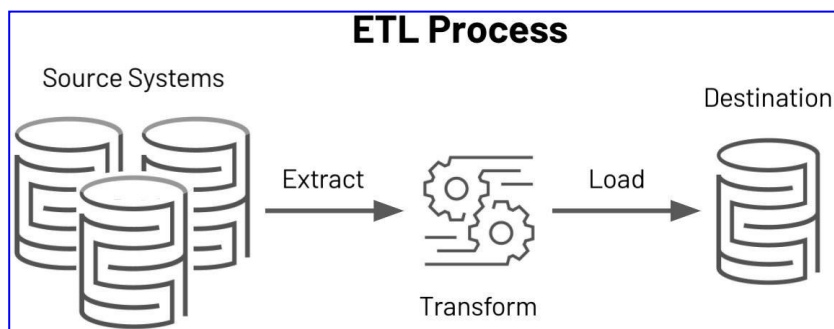 ETL Process
Source Systems
Destination
Extract
Load
Transform